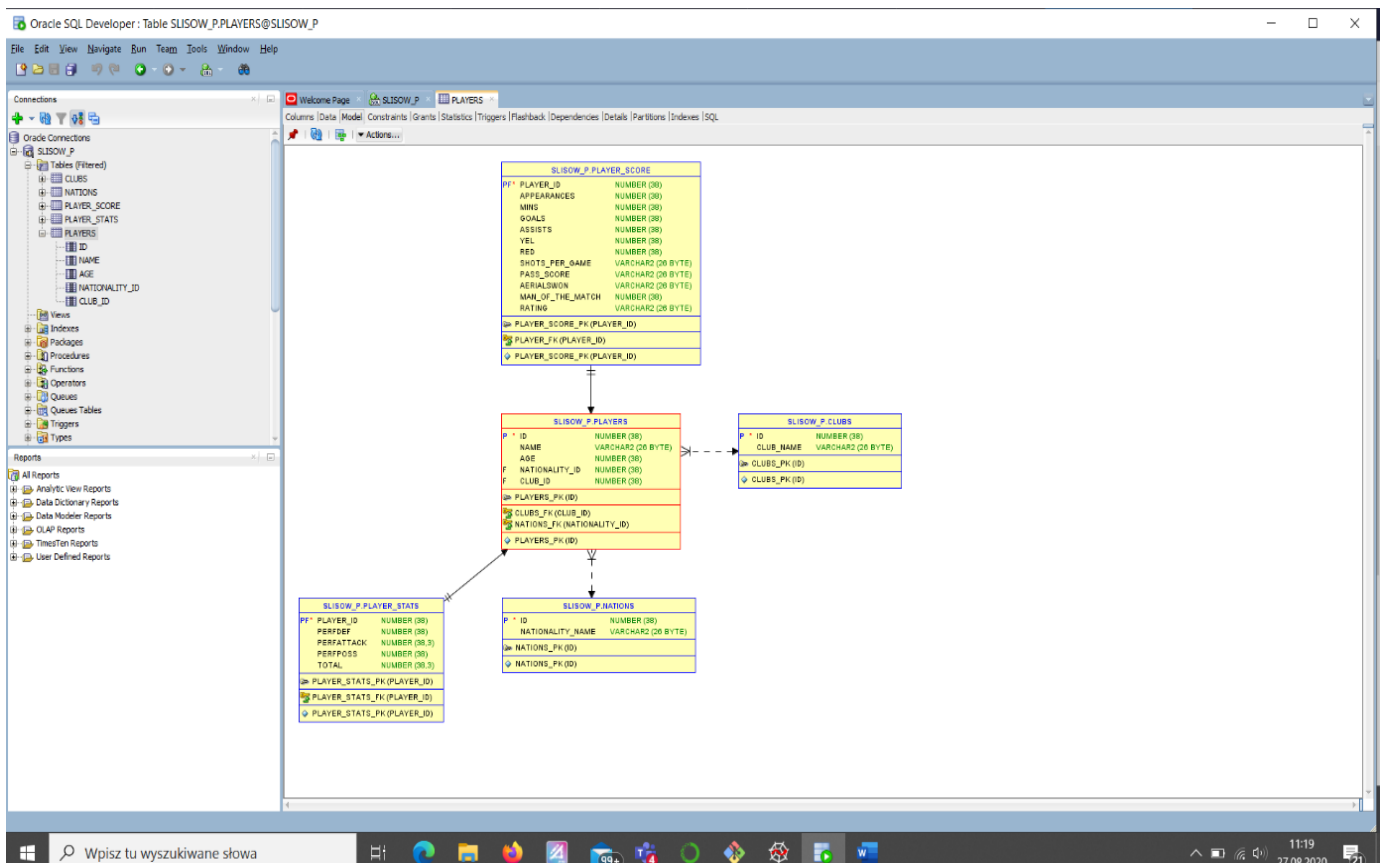 Oracle SQL Developer : Table SLISOW_P.PLAYERS@SLISOW_P
File Edit View Navigate Run Team Tools Window Help
Connections
Oracle Connections
SLISOW_P
Tables (Filtered)
CLUBS
NATIONS
PLAYER_SCORE
PLAYER_STATS
PLAYERS
ID
NAME
AGE
NATIONALITY_ID
CLUB_ID
Views
Indexes
Packages
Procedures
Functions
Operators
Queues
Queues Tables
Triggers
Types
Reports
All Reports
Analytic View Reports
Data Dictionary Reports
Data Modeler Reports
OLAP Reports
TimesTen Reports
User Defined Reports
Welcome Page SLISOW_P PLAYERS
Columns Data Model Constraints Grants Statistics Triggers Flashback Dependencies Details Partitions Indexes SQL
Actions...
SLISOW_P.PLAYER_SCORE
PF* PLAYER_ID NUMBER (38)
APPEARANCES NUMBER (38)
MINS NUMBER (38)
GOALS NUMBER (38)
ASSISTS NUMBER (38)
YEL NUMBER (38)
RED NUMBER (38)
SHOTS_PER_GAME VARCHAR2 (26 BYTE)
PASS_SCORE VARCHAR2 (26 BYTE)
AERIALSWON VARCHAR2 (26 BYTE)
MAN_OF_THE_MATCH NUMBER (38)
RATING VARCHAR2 (26 BYTE)
PLAYER_SCORE_PK (PLAYER_ID)
PLAYER_FK (PLAYER_ID)
PLAYER_SCORE_PK (PLAYER_ID)
SLISOW_P.PLAYERS
P * ID NUMBER (38)
NAME VARCHAR2 (26 BYTE)
AGE NUMBER (38)
F NATIONALITY_ID NUMBER (38)
F CLUB_ID NUMBER (38)
PLAYERS_PK (ID)
CLUBS_FK (CLUB_ID)
NATIONS_FK (NATIONALITY_ID)
PLAYERS_PK (ID)
SLISOW_P.CLUBS
P * ID NUMBER (38)
CLUB_NAME VARCHAR2 (26 BYTE)
CLUBS_PK (ID)
CLUBS_PK (ID)
SLISOW_P.PLAYER_STATS
PF* PLAYER_ID NUMBER (38)
PERFDEF NUMBER (38)
PERFATTACK NUMBER (38,3)
PERFPOSS NUMBER (38)
TOTAL NUMBER (38,3)
PLAYER_STATS_PK (PLAYER_ID)
PLAYER_STATS_FK (PLAYER_ID)
PLAYER_STATS_PK (PLAYER_ID)
SLISOW_P.NATIONS
P * ID NUMBER (38)
NATIONALITY_NAME VARCHAR2 (26 BYTE)
NATIONS_PK (ID)
NATIONS_PK (ID)
Wpisz tu wyszukiwane słowa
99+
4
11:19
27.08.2020
21